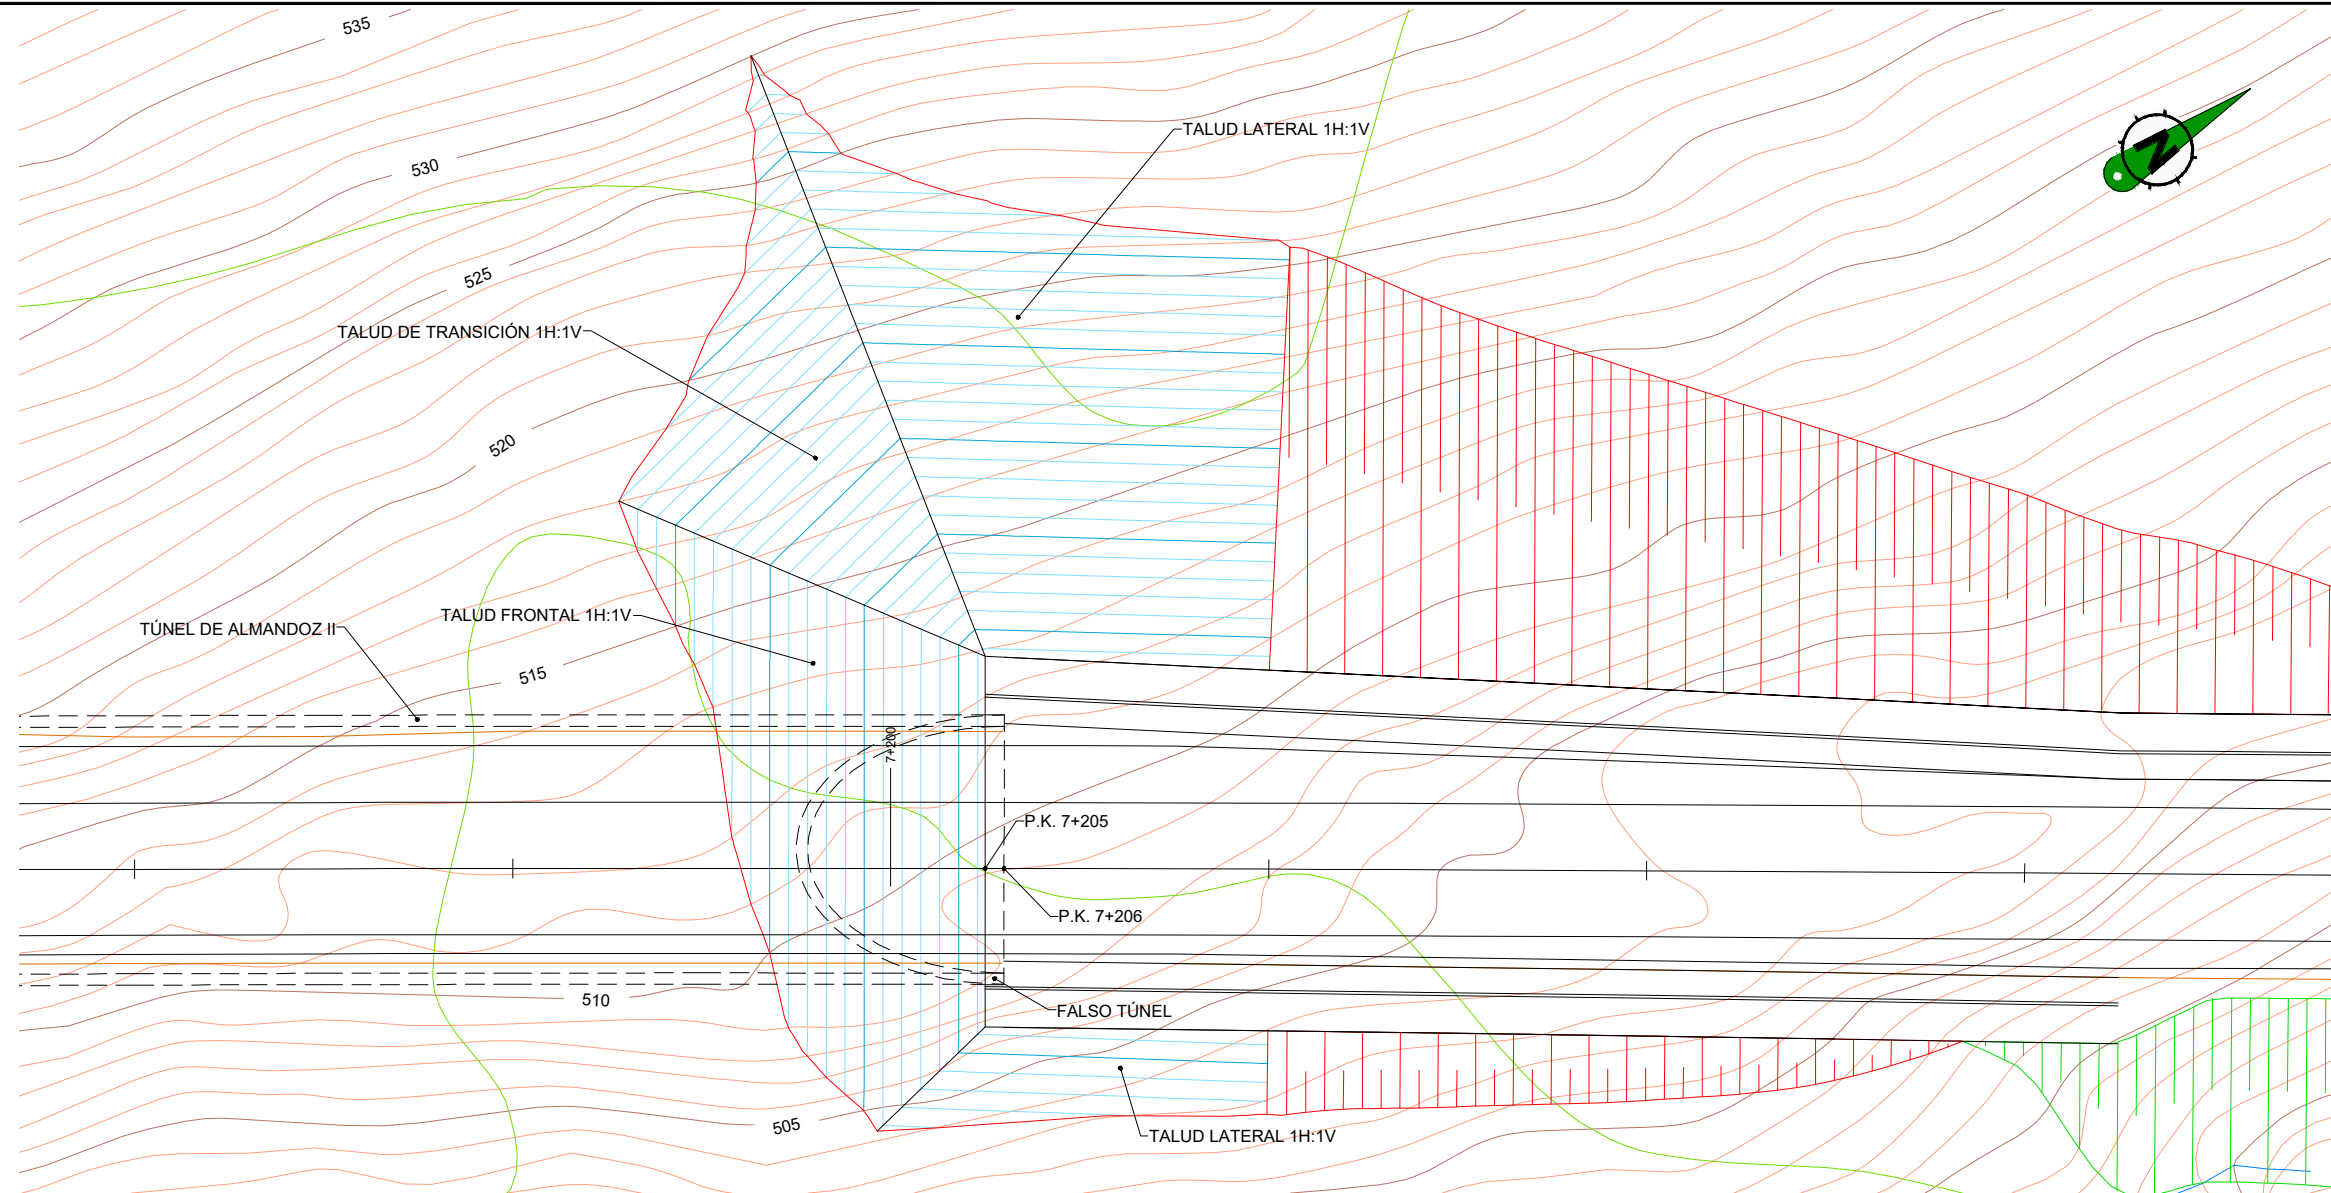 535
TALUD LATERAL 1H:1V
N
530
525
TALUD DE TRANSICIÓN 1H:1V
520
TALUD FRONTAL 1H:1V
TÚNEL DE ALMANDOZ II
515
7+200
P.K. 7+205
P.K. 7+206
510
FALSO TÚNEL
505
TALUD LATERAL 1H:1V